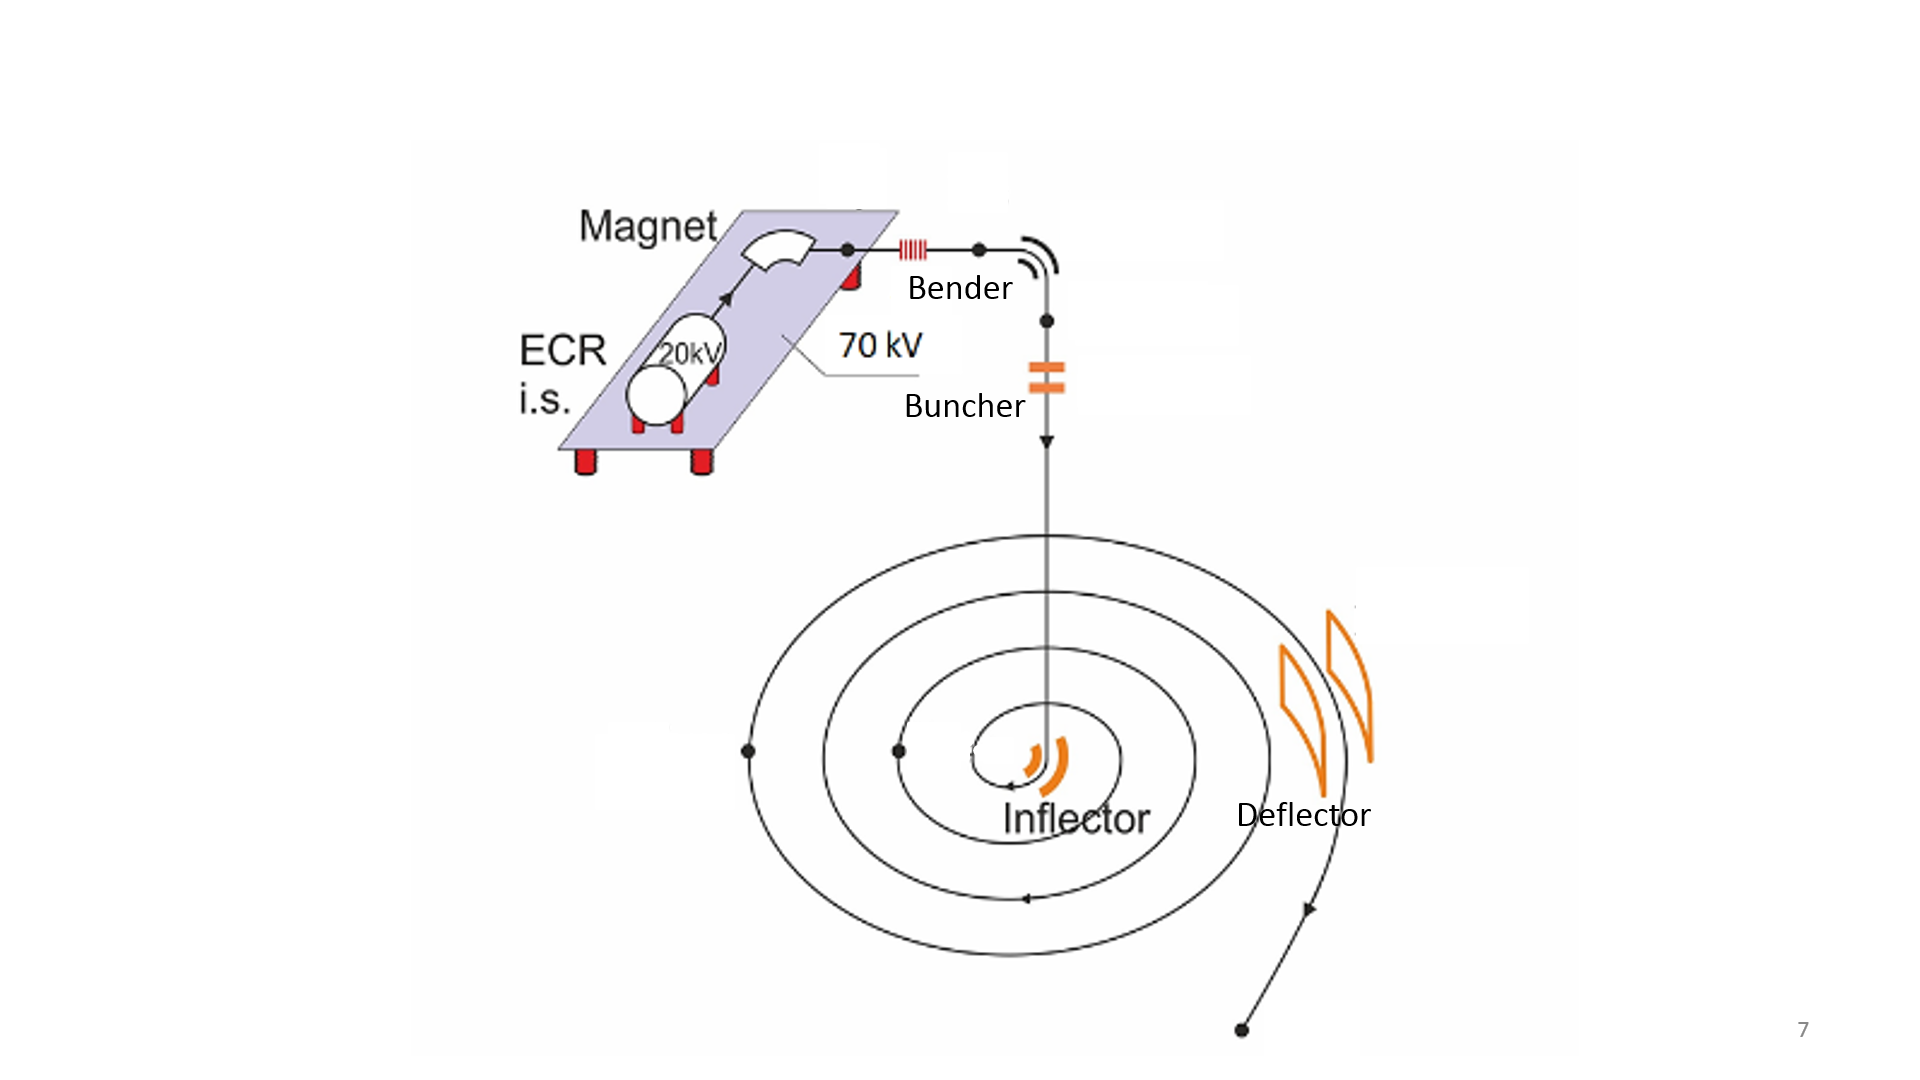 Magnet
Bender
ECR
i.s.
20kV
70 kV
Buncher
Inflector
Deflector
7